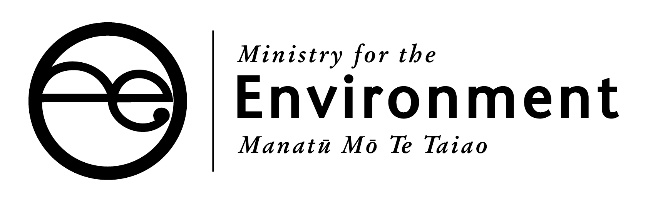 Ministry for the
Environment
Manatū Mō Te Taiao